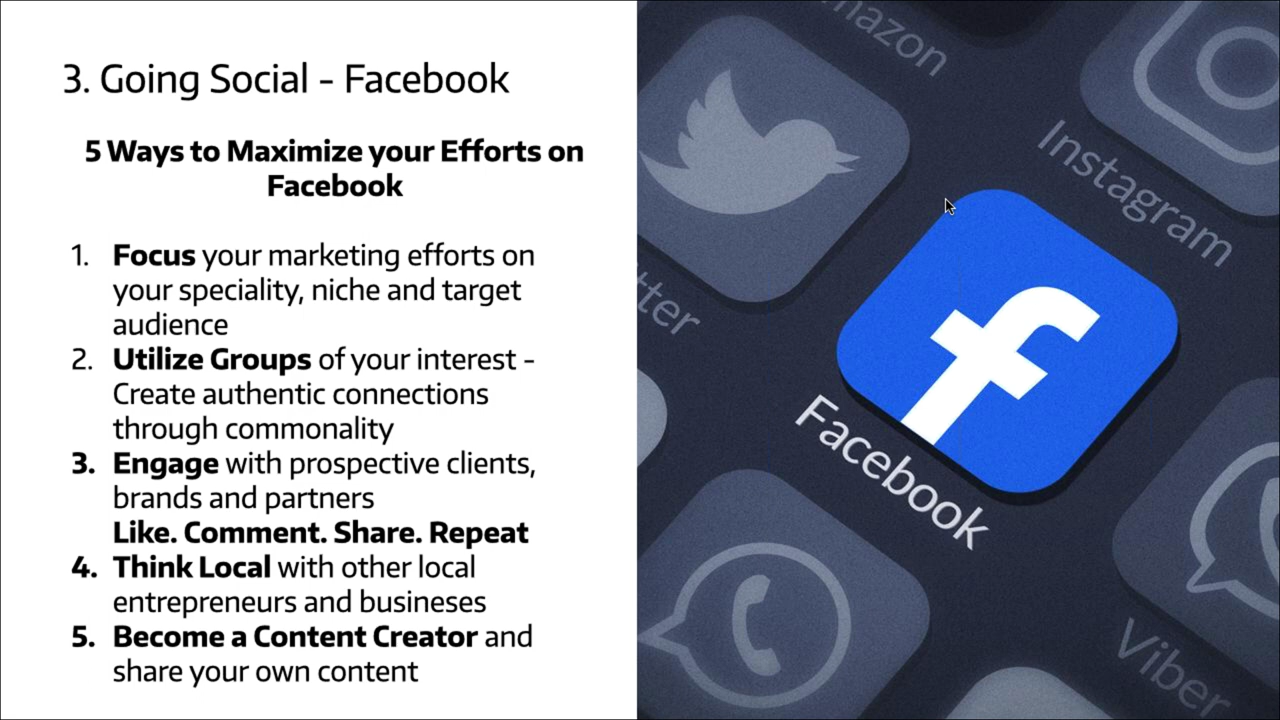 3. Going Social - Facebook
5 Ways to Maximize your Efforts on
Facebook
1. Focus your marketing efforts on
your speciality, niche and target
audience
2. Utilize Groups of your interest -
Create authentic connections
through commonality
3. Engage with prospective clients,
brands and partners
Like. Comment. Share. Repeat
4. Think Local with other local
entrepreneurs and busineses
5. Become a Content Creator and
share your own content
mazon
Instagram
tter
Facebook
Viber